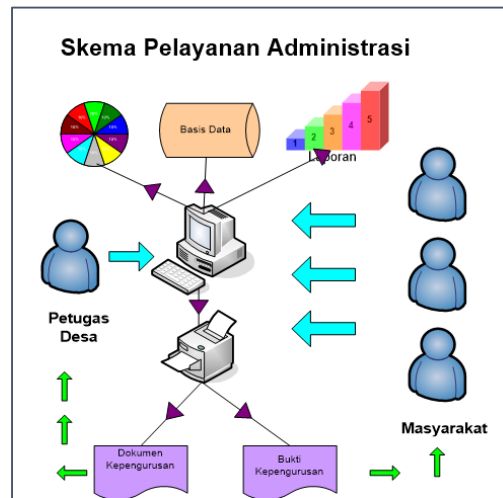 Skema Pelayanan Administrasi
Basis Data
1 2 3 4 5
Laporan
Petugas
Desa
Masyarakat
Dokumen
Kepengurusan
Bukti
Kepengurusan